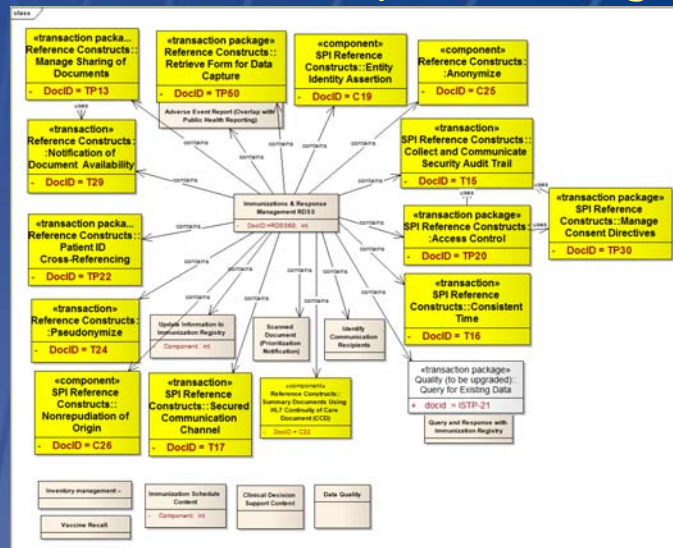 class
«transaction packa...
Reference Constructs::
Manage Sharing of
Documents
- DocID = TP13
«transaction package»
Reference Constructs::
Retrieve Form for Data
Capture
- DocID = TP50
Adverse Event Report (Overlap with
Public Health Reporting)
«component»
SPI Reference
Constructs::Entity
Identity Assertion
- DocID = C19
«component»
Reference Constructs:
:Anonymize
- DocID = C25
uses
«transaction»
Reference Constructs:
:Notification of
Document Availability
- DocID = T29
contains
contains
contains
contains
contains
contains
«transaction»
SPI Reference Constructs::
Collect and Communicate
Security Audit Trail
- DocID = T15
uses
uses
Immunizations & Response
Management RDSS
- DocID=RDSS60: int
«transaction package»
SPI Reference Constructs:
:Access Control
- DocID = TP20
uses
«transaction package»
SPI Reference
Constructs::Manage
Consent Directives
- DocID = TP30
«transaction packa...
Reference Constructs::
Patient ID
Cross-Referencing
- DocID = TP22
contains
contains
contains
contains
contains
contains
contains
contains
contains
contains
contains
contains
«transaction»
SPI Reference
Constructs::Consistent
Time
- DocID = T16
«transaction»
Reference Constructs:
:Pseudonymize
- DocID = T24
Update Information to
Immunization Registry
- Component: int
Scanned
Document
(Prioritization
Notification)
Identify
Communication
Recipients
«transaction package»
Quality (to be upgraded)::
Query for Existing Data
+ docid = ISTP-21
Query and Response with
Immunization Registry
«component»
SPI Reference
Constructs::
Nonrepudiation of
Origin
- DocID = C26
«transaction»
SPI Reference
Constructs::Secured
Communication
Channel
- DocID = T17
«component»
Reference Constructs::
Summary Documents Using
HL7 Continuity of Care
Document (CCD)
- DocID = C32
Inventory management –
Immunization Schedule
Content
- Component: int
Clinical Decision
Support Content
Data Quality
Vaccine Recall